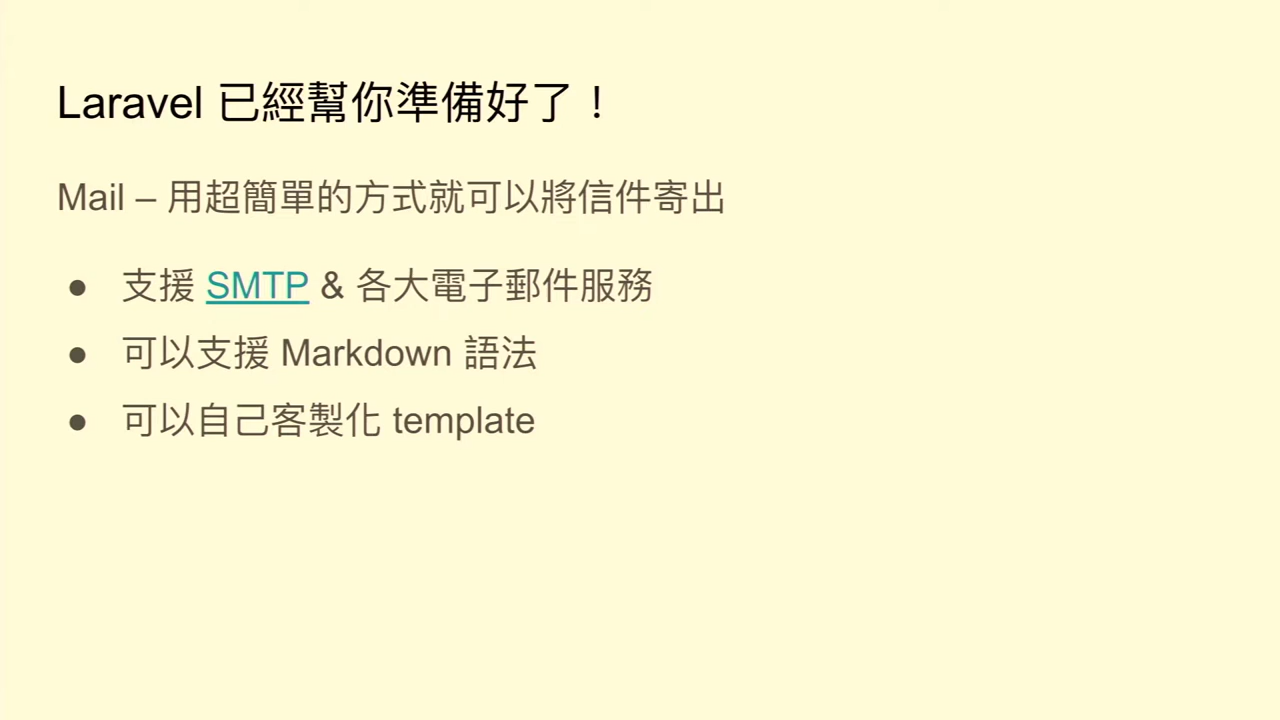 Laravel 已經幫你準備好了！
Mail – 用超簡單的方式就可以將信件寄出
● 支援 SMTP & 各大電子郵件服務
● 可以支援 Markdown 語法
● 可以自己客製化 template